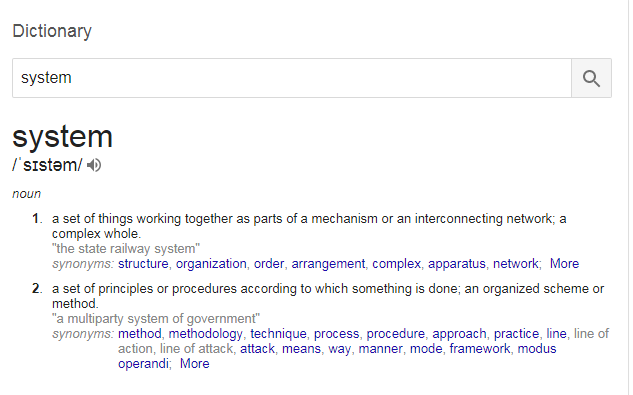 Dictionary
system
system
/ˈsɪstəm/
noun
1. a set of things working together as parts of a mechanism or an interconnecting network; a
complex whole.
"the state railway system"
synonyms: structure, organization, order, arrangement, complex, apparatus, network; More
2. a set of principles or procedures according to which something is done; an organized scheme or
method.
"a multiparty system of government"
synonyms: method, methodology, technique, process, procedure, approach, practice, line, line of
action, line of attack, attack, means, way, manner, mode, framework, modus
operandi; More